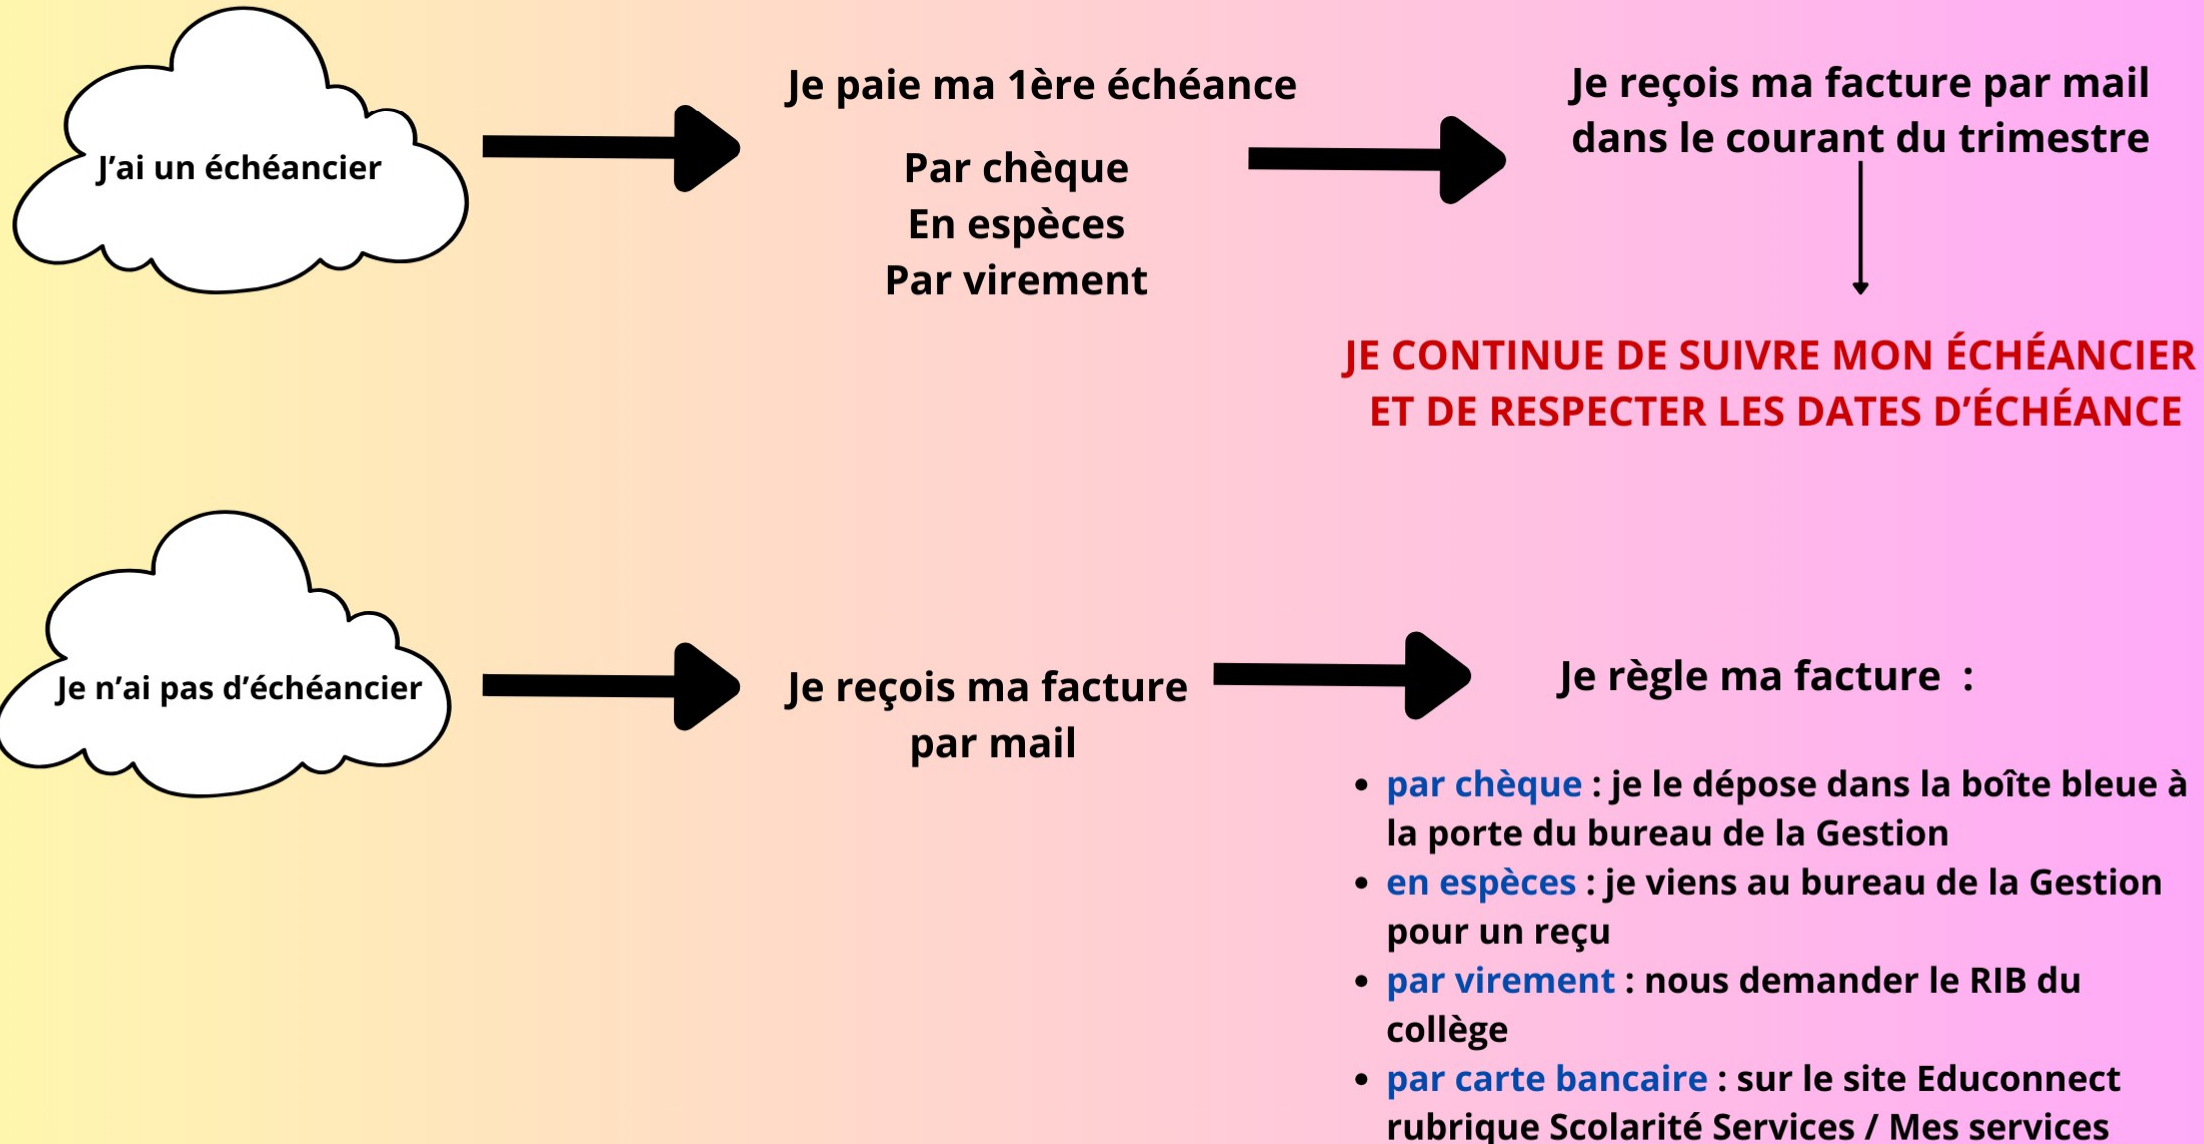 J’ai un échéancier
Je paie ma 1ère échéance
Par chèque
En espèces
Par virement
Je reçois ma facture par mail
dans le courant du trimestre
JE CONTINUE DE SUIVRE MON ÉCHÉANCIER
ET DE RESPECTER LES DATES D’ÉCHÉANCE
Je n’ai pas d’échéancier
Je reçois ma facture
par mail
Je règle ma facture :
• par chèque : je le dépose dans la boîte bleue à
la porte du bureau de la Gestion
• en espèces : je viens au bureau de la Gestion
pour un reçu
• par virement : nous demander le RIB du
collège
• par carte bancaire : sur le site Educonnect
rubrique Scolarité Services / Mes services